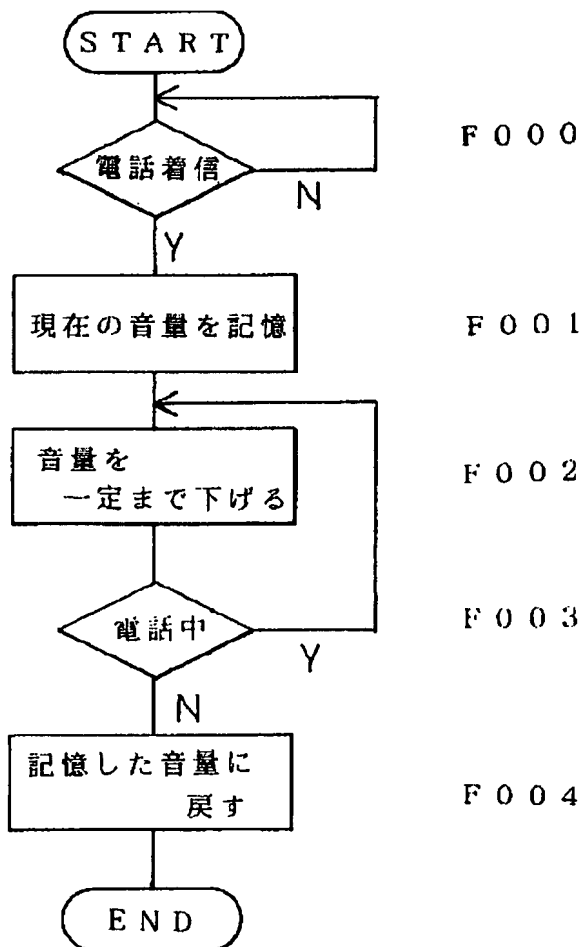 START
電話着信
F000
N
Y
現在の音量を記憶
F001
音量を
一定まで下げる
F002
電話中
F003
Y
N
記憶した音量に
戻す
F004
END